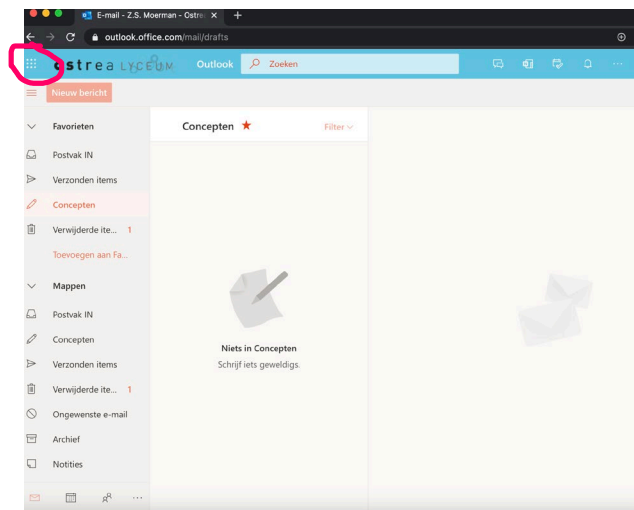 E-mail - Z.S. Moerman - Ostre
outlook.office.com/mail/drafts
ostrea LYCEUM Outlook Zoeken
Nieuw bericht
Favorieten
Postvak IN
Verzonden items
Concepten
Verwijderde ite... 1
Toevoegen aan Fa...
Mappen
Postvak IN
Concepten
Verzonden items
Verwijderde ite... 1
Ongewenste e-mail
Archief
Notities
Concepten Filter
Niets in Concepten
Schrijf iets geweldigs.